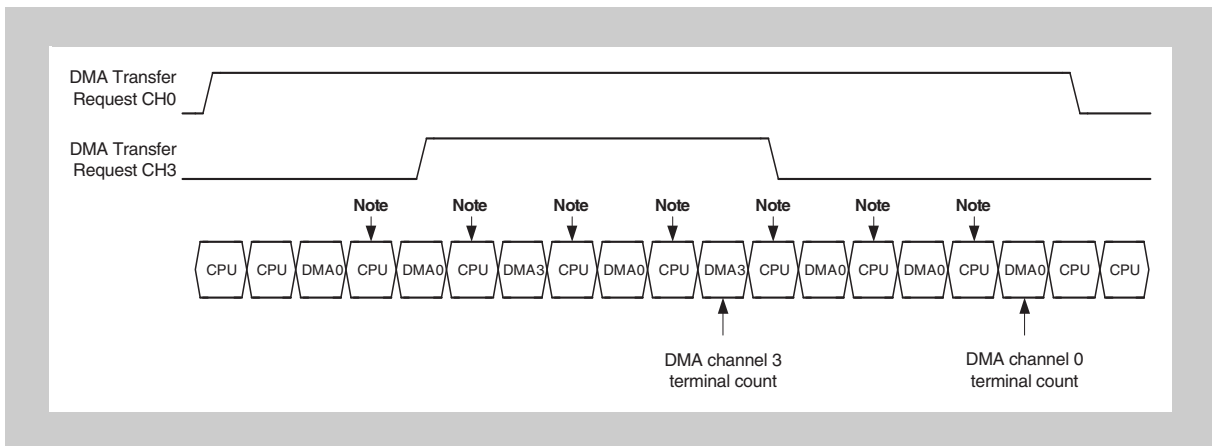 DMA Transfer
Request CH0
DMA Transfer
Request CH3
Note Note Note Note Note Note Note
CPU CPU DMA0 CPU DMA0 CPU DMA3 CPU DMA0 CPU DMA3 CPU DMA0 CPU DMA0 CPU DMA0 CPU CPU
DMA channel 3
terminal count
DMA channel 0
terminal count